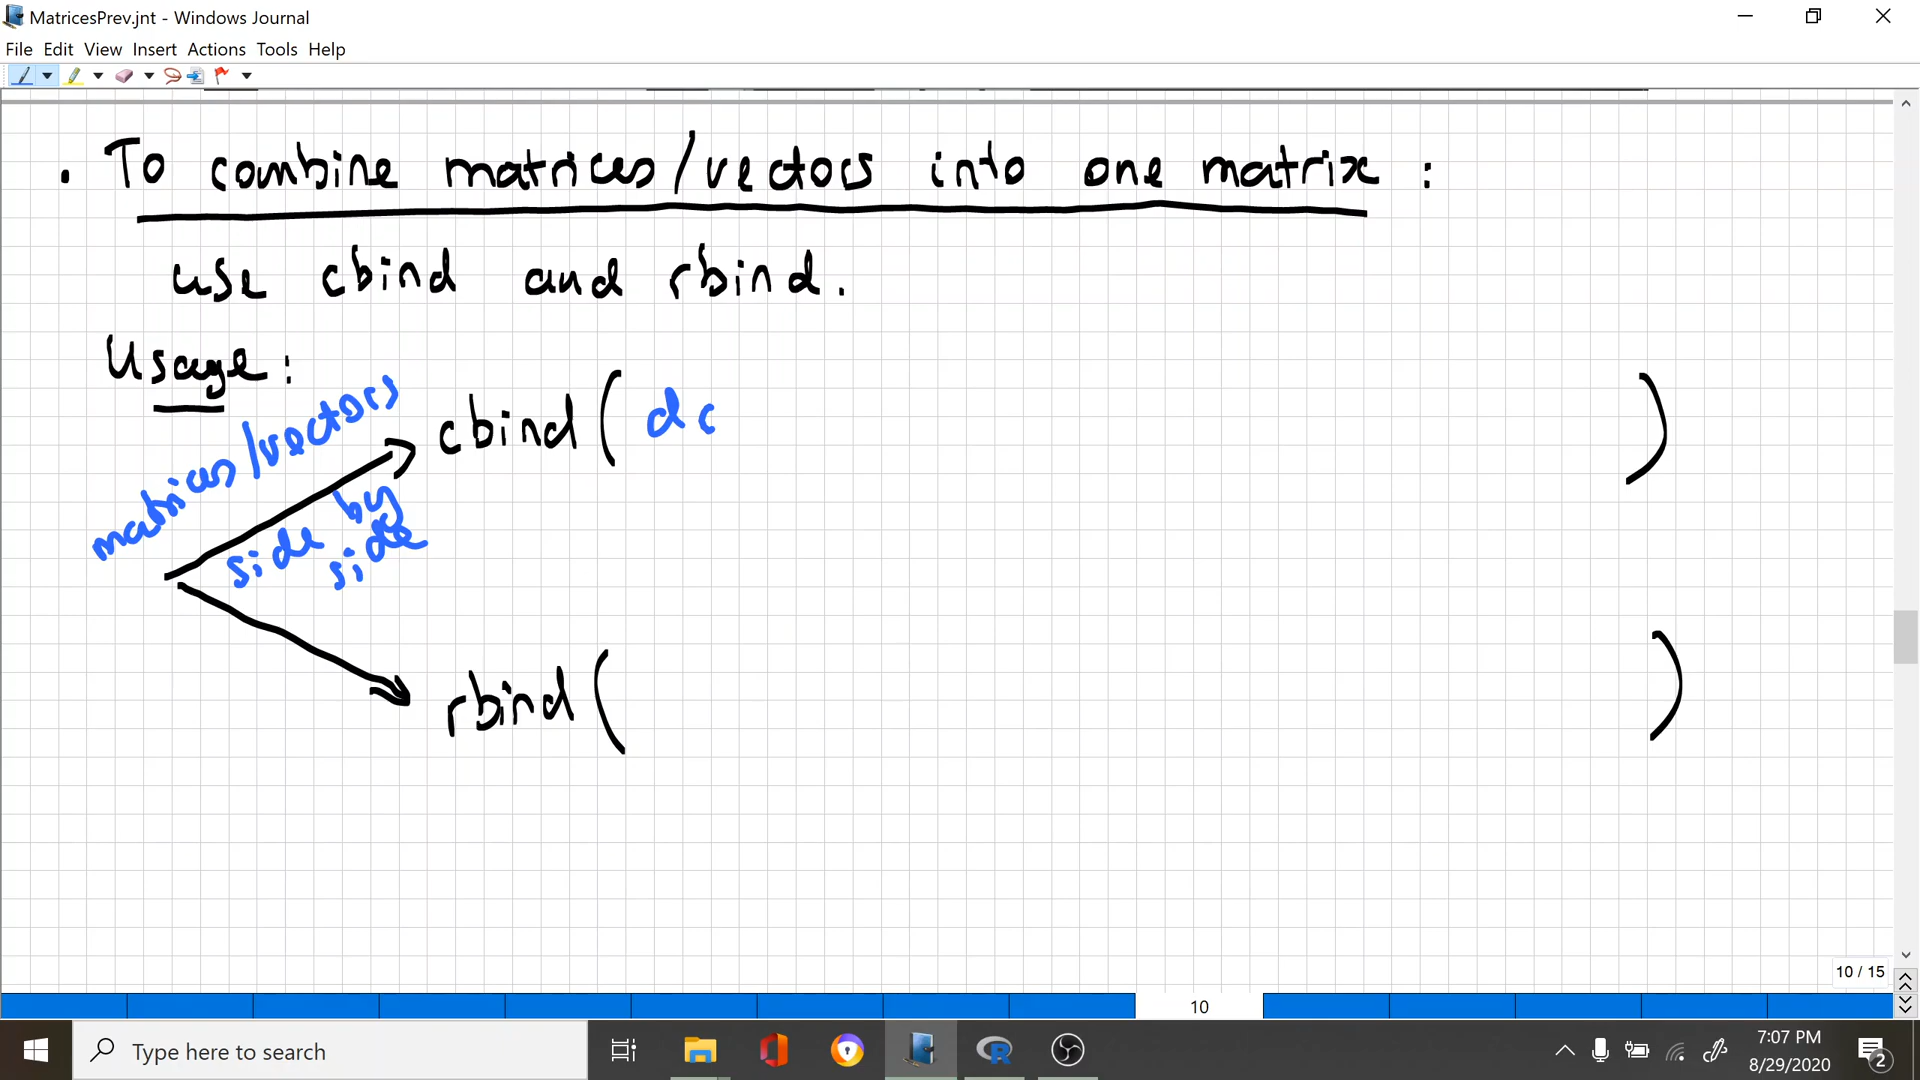 MatricesPrev.jnt - Windows Journal
File Edit View Insert Actions Tools Help
. To combine matrices/vectors into one matrix :
use cbind and rbind.
Usage:
matrices/vectors
cbind ( dc )
side by
side
rbind ( )
10 / 15
10
Type here to search
7:07 PM
8/29/2020
2